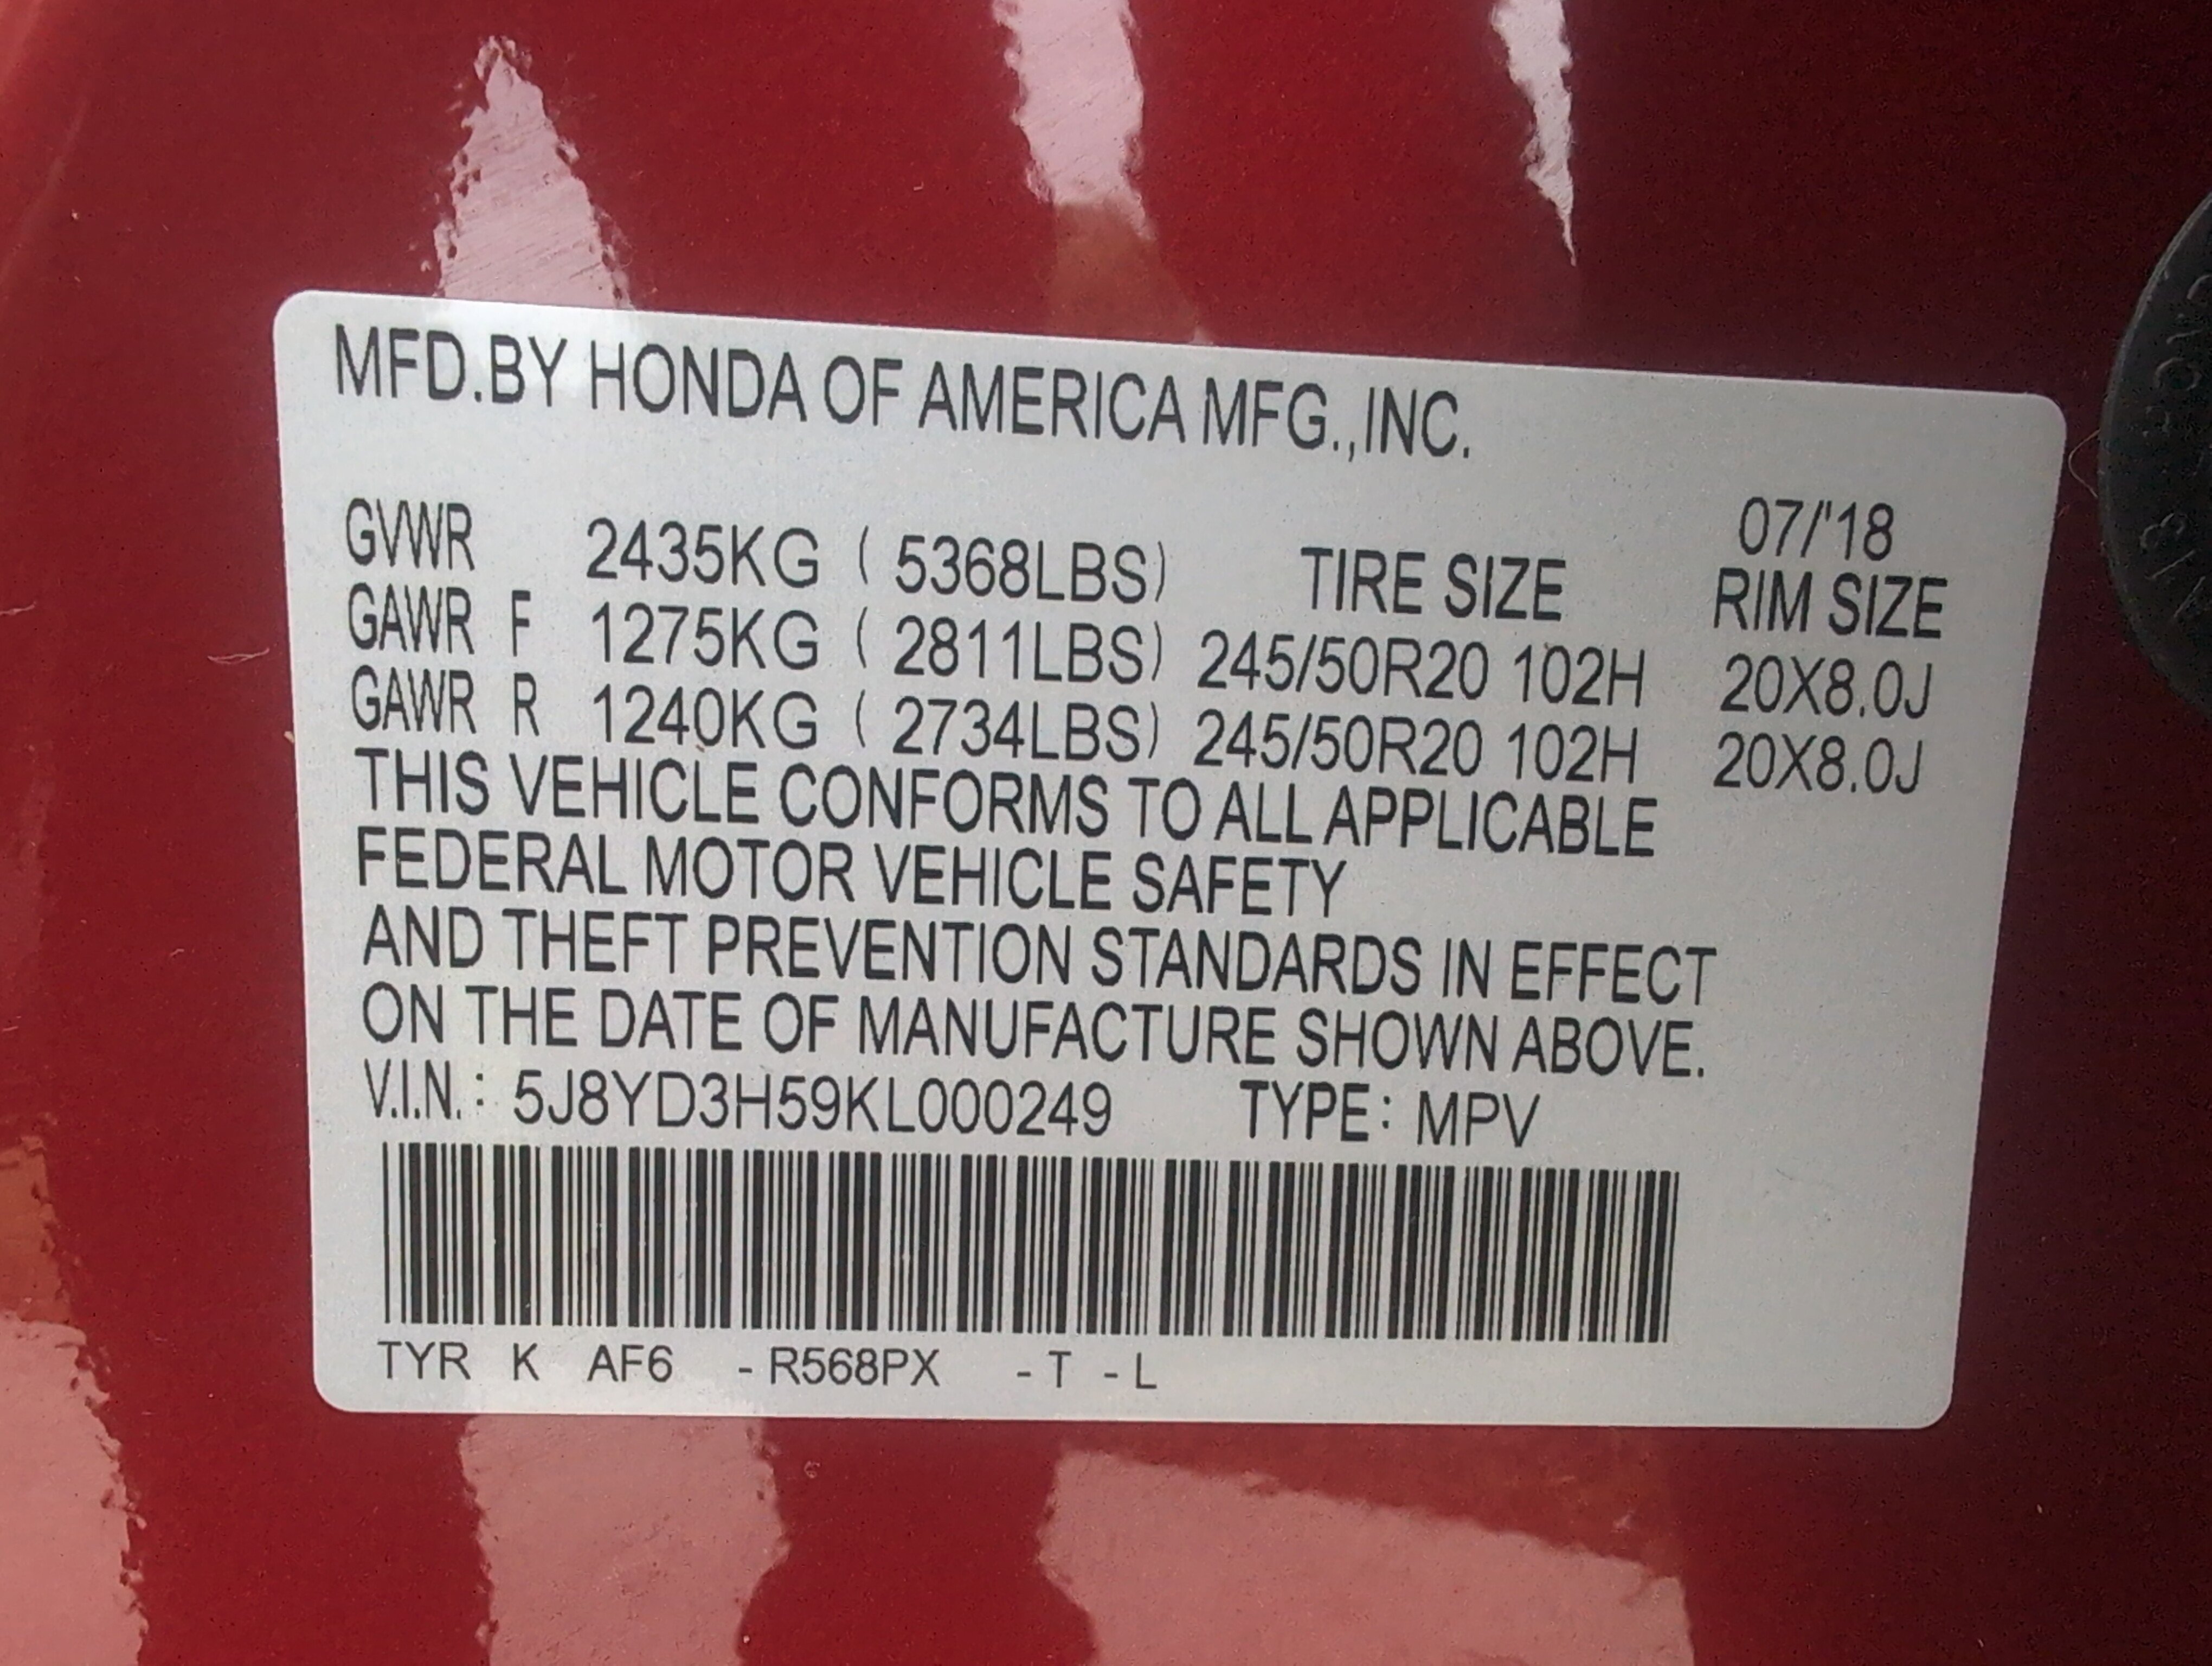 MFD.BY HONDA OF AMERICA MFG.,INC.
07/'18
GVWR 2435KG ( 5368LBS) TIRE SIZE RIM SIZE
GAWR F 1275KG ( 2811LBS) 245/50R20 102H 20X8.0J
GAWR R 1240KG ( 2734LBS) 245/50R20 102H 20X8.0J
THIS VEHICLE CONFORMS TO ALL APPLICABLE
FEDERAL MOTOR VEHICLE SAFETY
AND THEFT PREVENTION STANDARDS IN EFFECT
ON THE DATE OF MANUFACTURE SHOWN ABOVE.
V.I.N.: 5J8YD3H59KL000249 TYPE: MPV
TYR K AF6 - R568PX - T - L